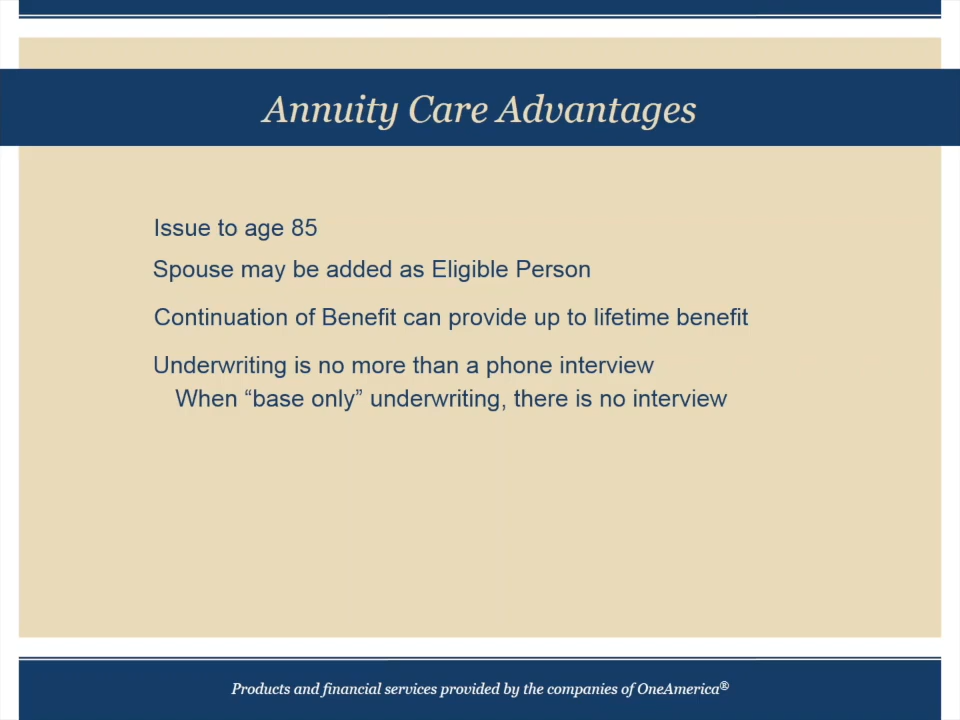 Annuity Care Advantages
Issue to age 85
Spouse may be added as Eligible Person
Continuation of Benefit can provide up to lifetime benefit
Underwriting is no more than a phone interview
When “base only” underwriting, there is no interview
Products and financial services provided by the companies of OneAmerica®